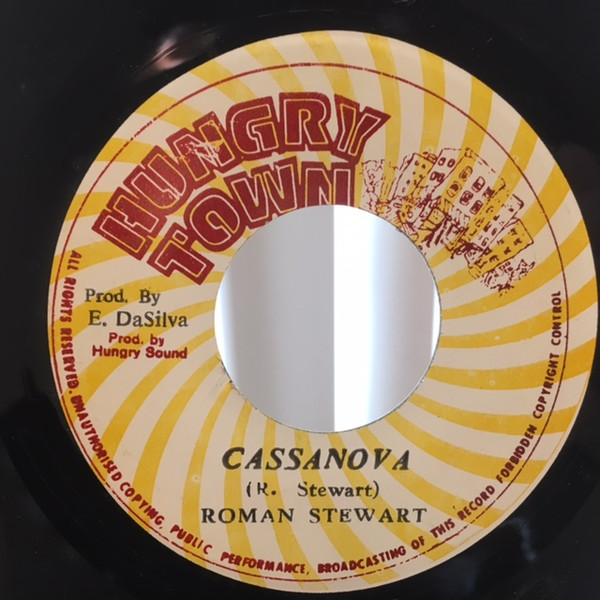 HUNGRY
TOWN
Prod. By
E. DaSilva
Prod. by
Hungry Sound
CASSANOVA
(R. Stewart)
ROMAN STEWART
ALL RIGHTS RESERVED. UNAUTHORISED COPYING, PUBLIC PERFORMANCE, BROADCASTING OF THIS RECORD FORBIDDEN COPYRIGHT CONTROL